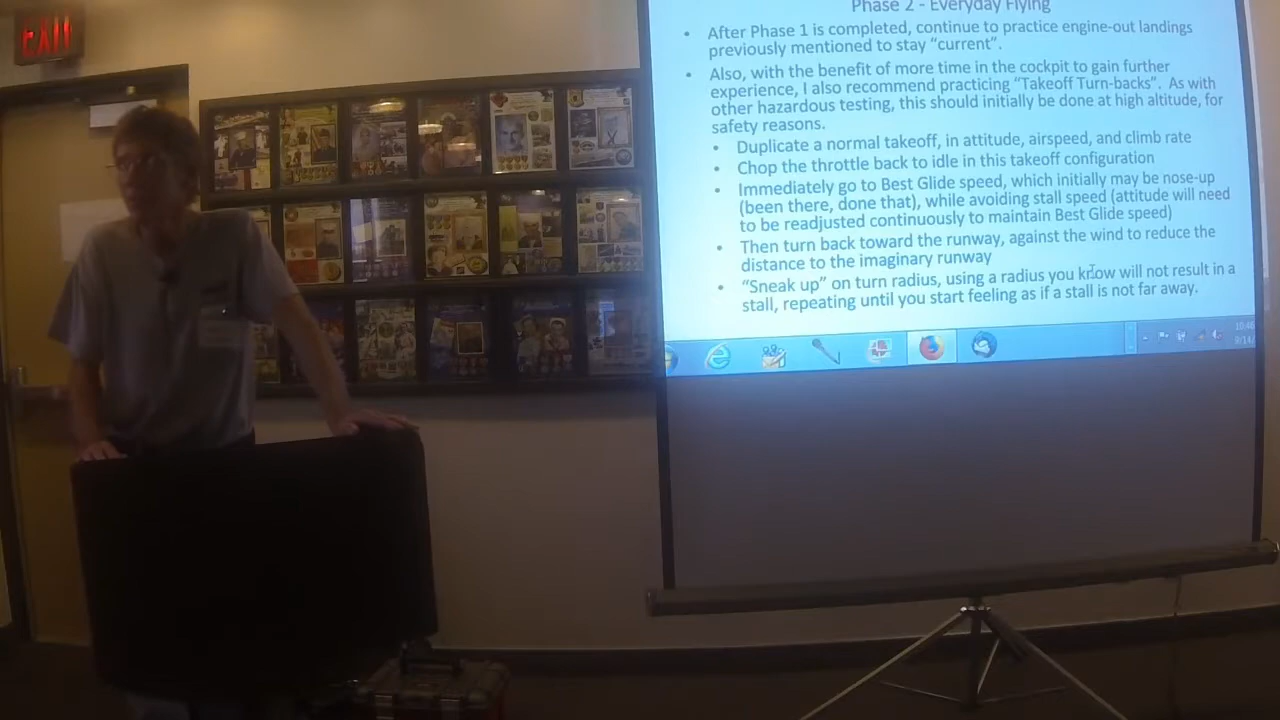 EXIT
Phase 2 - Everyday Flying
• After Phase 1 is completed, continue to practice engine-out landings
previously mentioned to stay “current”.
• Also, with the benefit of more time in the cockpit to gain further
experience, I also recommend practicing “Takeoff Turn-backs”. As with
other hazardous testing, this should initially be done at high altitude, for
safety reasons.
• Duplicate a normal takeoff, in attitude, airspeed, and climb rate
• Chop the throttle back to idle in this takeoff configuration
• Immediately go to Best Glide speed, which initially may be nose-up
(been there, done that), while avoiding stall speed (attitude will need
to be readjusted continuously to maintain Best Glide speed)
• Then turn back toward the runway, against the wind to reduce the
distance to the imaginary runway
• “Sneak up” on turn radius, using a radius you know will not result in a
stall, repeating until you start feeling as if a stall is not far away.
10:46